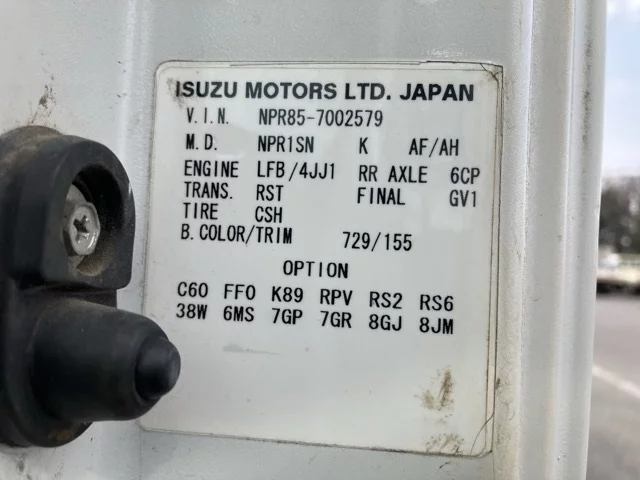 ISUZU MOTORS LTD. JAPAN
V.I.N. NPR85-7002579
M.D. NPR1SN K AF/AH
ENGINE LFB/4JJ1 RR AXLE 6CP
TRANS. RST FINAL GV1
TIRE CSH
B.COLOR/TRIM 729/155
OPTION
C60 FF0 K89 RPV RS2 RS6
38W 6MS 7GP 7GR 8GJ 8JM